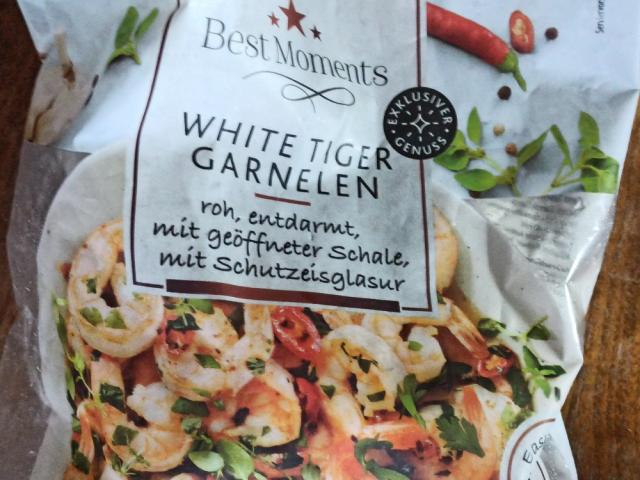 Best Moments
EXKLUSIVER
GENUSS
WHITE TIGER
GARNELEN
roh, entdarmt,
mit geöffneter Schale,
mit Schutzeisglasur